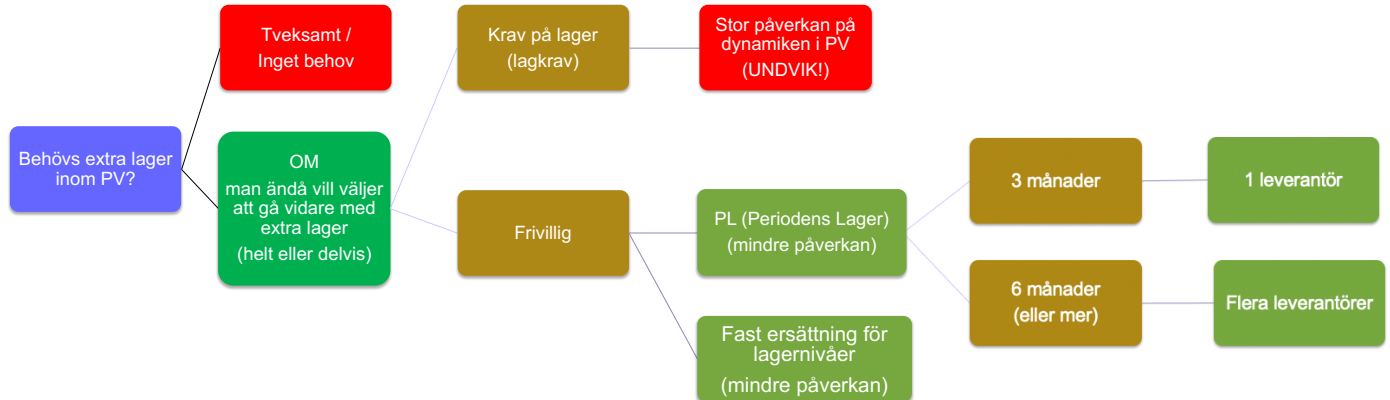 Behövs extra lager
inom PV?
Tveksamt /
Inget behov
OM
man ändå vill väljer
att gå vidare med
extra lager
(helt eller delvis)
Krav på lager
(lagkrav)
Stor påverkan på
dynamiken i PV
(UNDVIK!)
Frivillig
PL (Periodens Lager)
(mindre påverkan)
Fast ersättning för
lagernivåer
(mindre påverkan)
3 månader
1 leverantör
6 månader
(eller mer)
Flera leverantörer